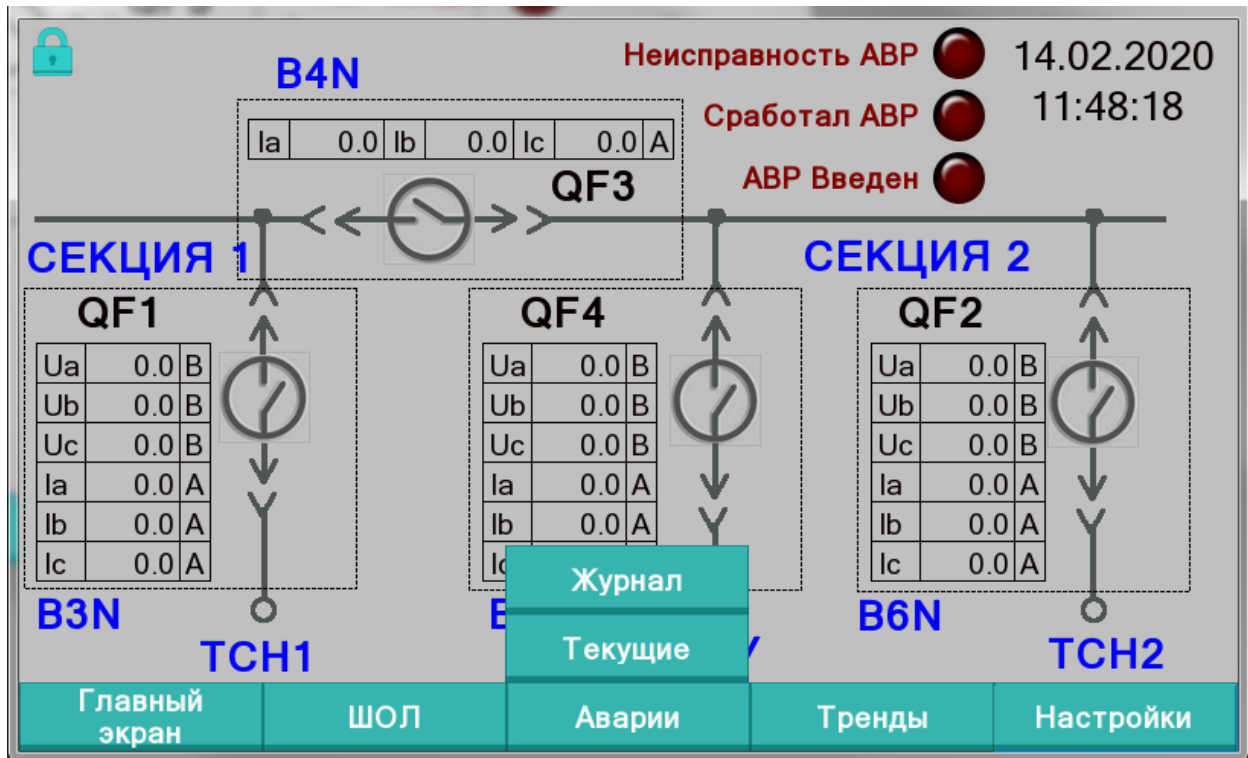 Неисправность АВР
14.02.2020
B4N
Сработал АВР
11:48:18
Ia 0.0 Ib 0.0 Ic 0.0 A
АВР Введен
QF3
СЕКЦИЯ 1
СЕКЦИЯ 2
QF1
Ua 0.0 В
Ub 0.0 В
Uc 0.0 В
Ia 0.0 A
Ib 0.0 A
Ic 0.0 A
B3N
ТСН1
QF4
Ua 0.0 В
Ub 0.0 В
Uc 0.0 В
Ia 0.0 A
Ib 0.0 A
QF2
Ua 0.0 В
Ub 0.0 В
Uc 0.0 В
Ia 0.0 A
Ib 0.0 A
Ic 0.0 A
B6N
ТСН2
Журнал
Текущие
Главный
экран
ШОЛ
Аварии
Тренды
Настройки